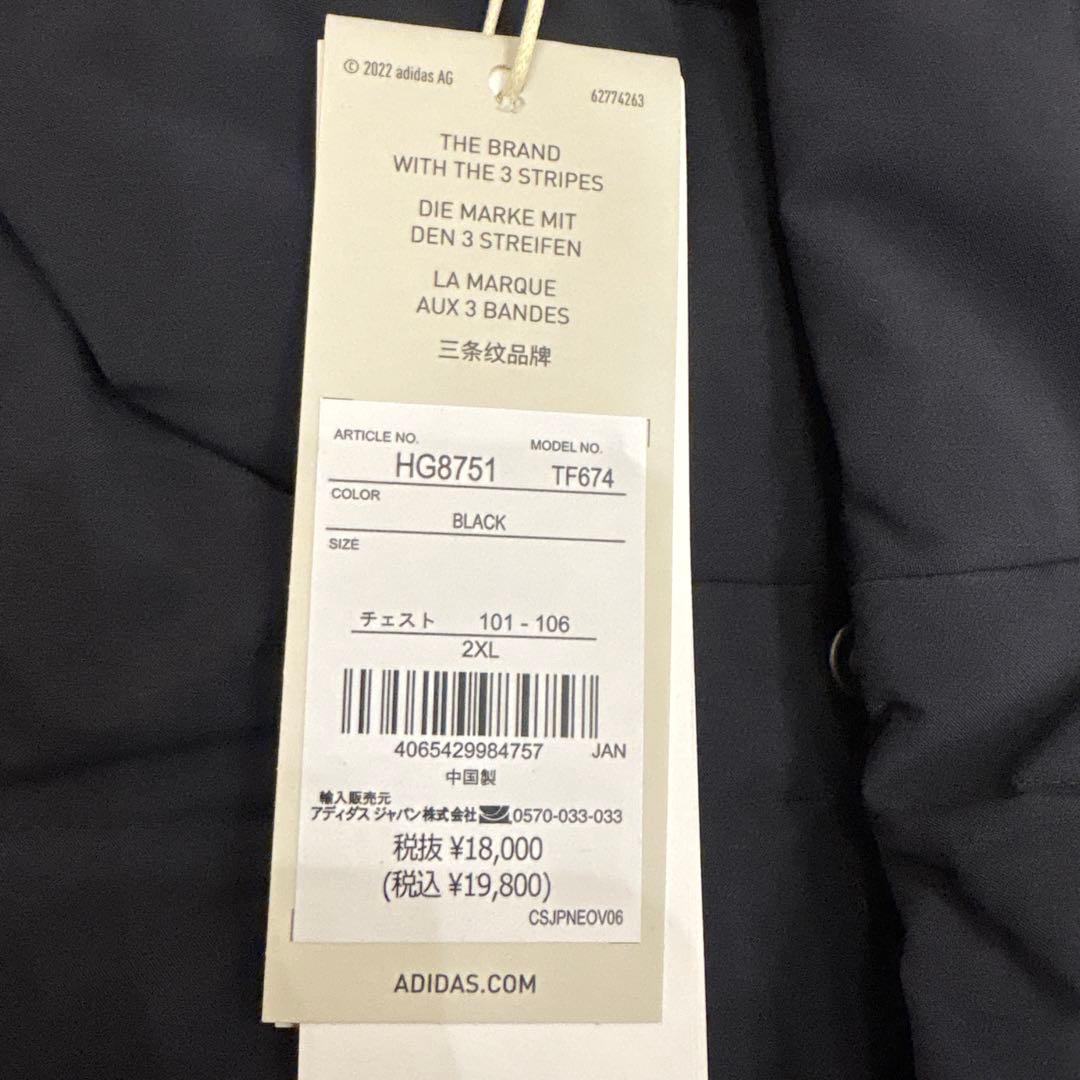 © 2022 adidas AG
62774263
THE BRAND
WITH THE 3 STRIPES
DIE MARKE MIT
DEN 3 STREIFEN
LA MARQUE
AUX 3 BANDES
三条纹品牌
ARTICLE NO. MODEL NO.
HG8751 TF674
COLOR
BLACK
SIZE
チェスト 101 - 106
2XL
4065429984757 JAN
中国製
輸入販売元
アディダス ジャパン株式会社 0570-033-033
税抜 ¥18,000
(税込 ¥19,800)
CSJPNEOV06
ADIDAS.COM